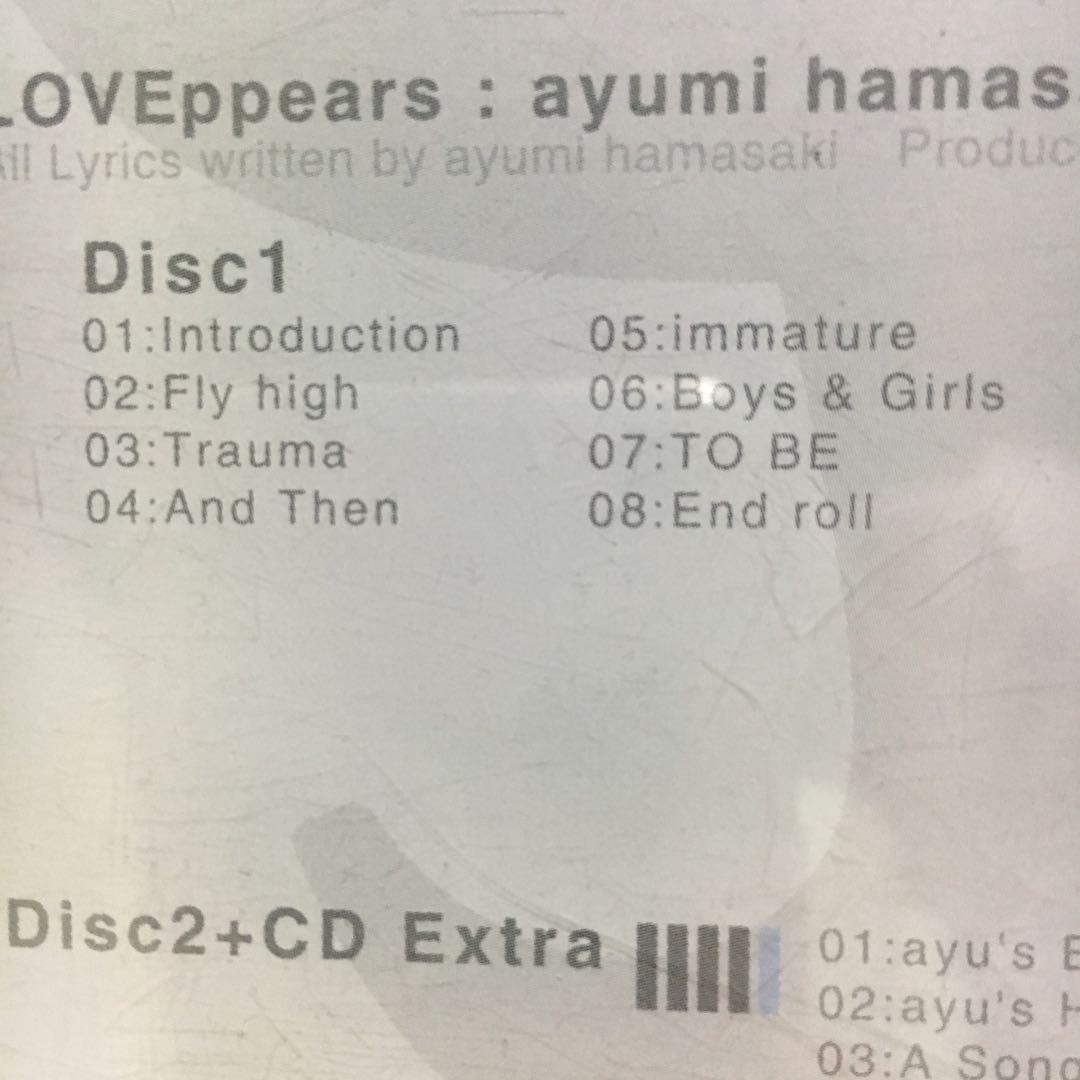 LOVEppears : ayumi hamas
All Lyrics written by ayumi hamasaki Produc
Disc1
01:Introduction
02:Fly high
03:Trauma
04:And Then
05:immature
06:Boys & Girls
07:TO BE
08:End roll
Disc2+CD Extra
01:ayu's E
02:ayu's H
03:A Song